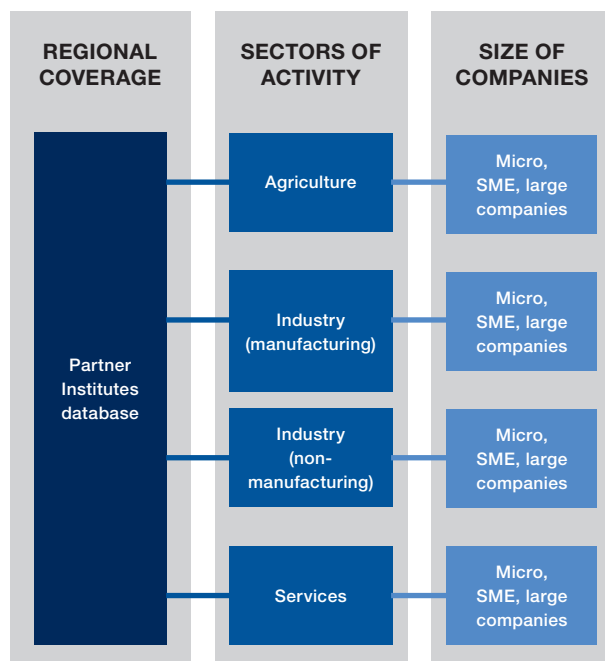 REGIONAL
COVERAGE
SECTORS OF
ACTIVITY
SIZE OF
COMPANIES
Partner
Institutes
database
Agriculture
Micro,
SME, large
companies
Industry
(manufacturing)
Micro,
SME, large
companies
Industry
(non-
manufacturing)
Micro,
SME, large
companies
Services
Micro,
SME, large
companies